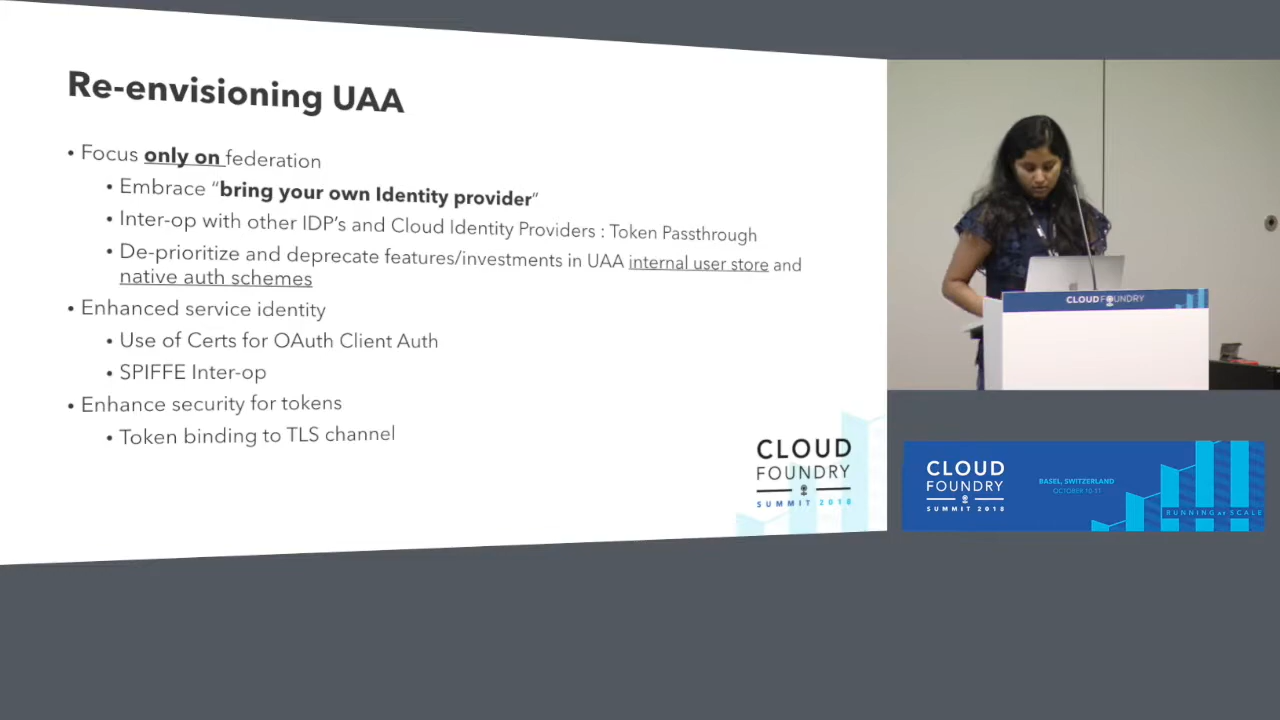 Re-envisioning UAA
• Focus only on federation
• Embrace “bring your own Identity provider”
• Inter-op with other IDP’s and Cloud Identity Providers : Token Passthrough
• De-prioritize and deprecate features/investments in UAA internal user store and
native auth schemes
• Enhanced service identity
• Use of Certs for OAuth Client Auth
• SPIFFE Inter-op
• Enhance security for tokens
• Token binding to TLS channel
CLOUD
FOUNDRY
SUMMIT 2018
CLOUD FOUNDRY
CLOUD
FOUNDRY
SUMMIT 2018
BASEL, SWITZERLAND
OCTOBER 10-11
RUNNING at SCALE